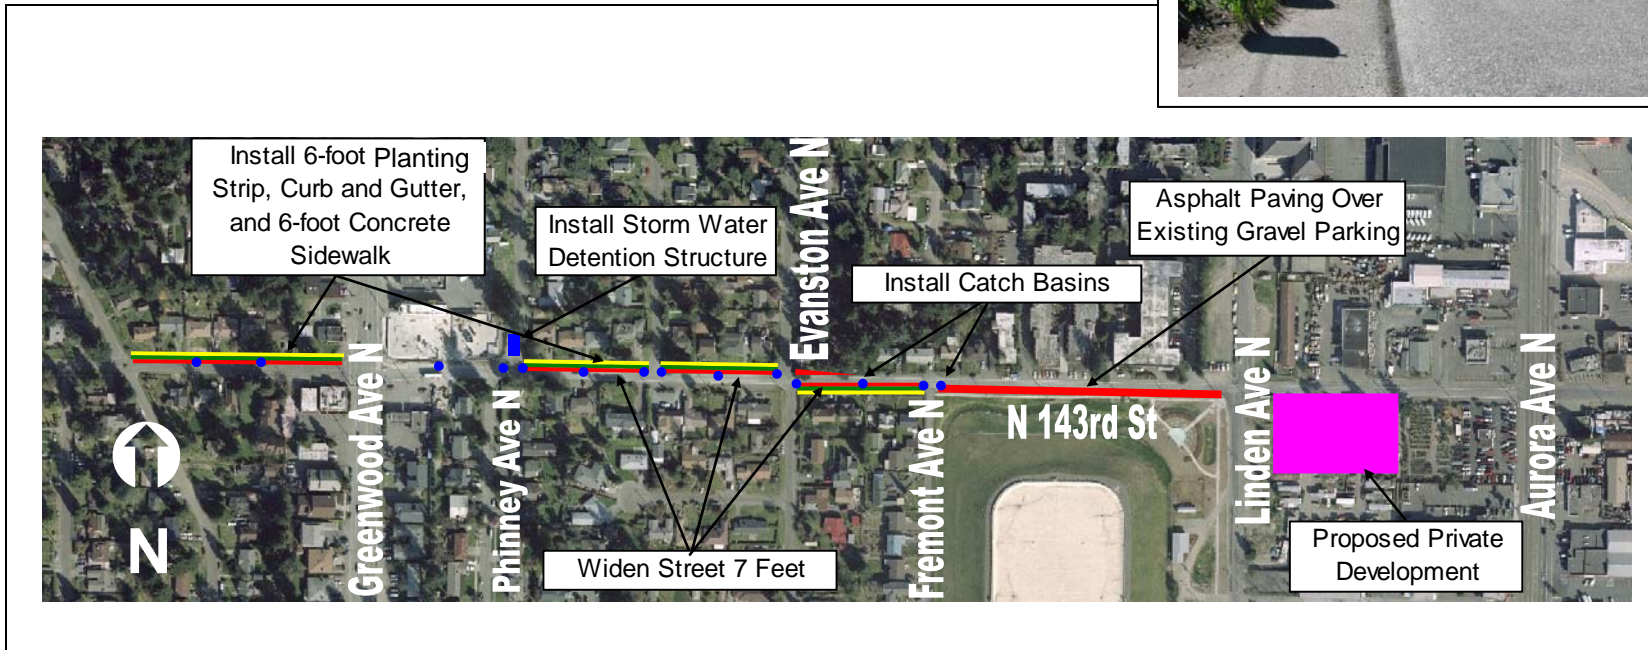 Install 6-foot Planting
Strip, Curb and Gutter,
and 6-foot Concrete
Sidewalk
Install Storm Water
Detention Structure
Evanston Ave N
Install Catch Basins
Asphalt Paving Over
Existing Gravel Parking
Greenwood Ave N
Phinney Ave N
Widen Street 7 Feet
Fremont Ave N
N 143rd St
Linden Ave N
Proposed Private
Development
Aurora Ave N
N